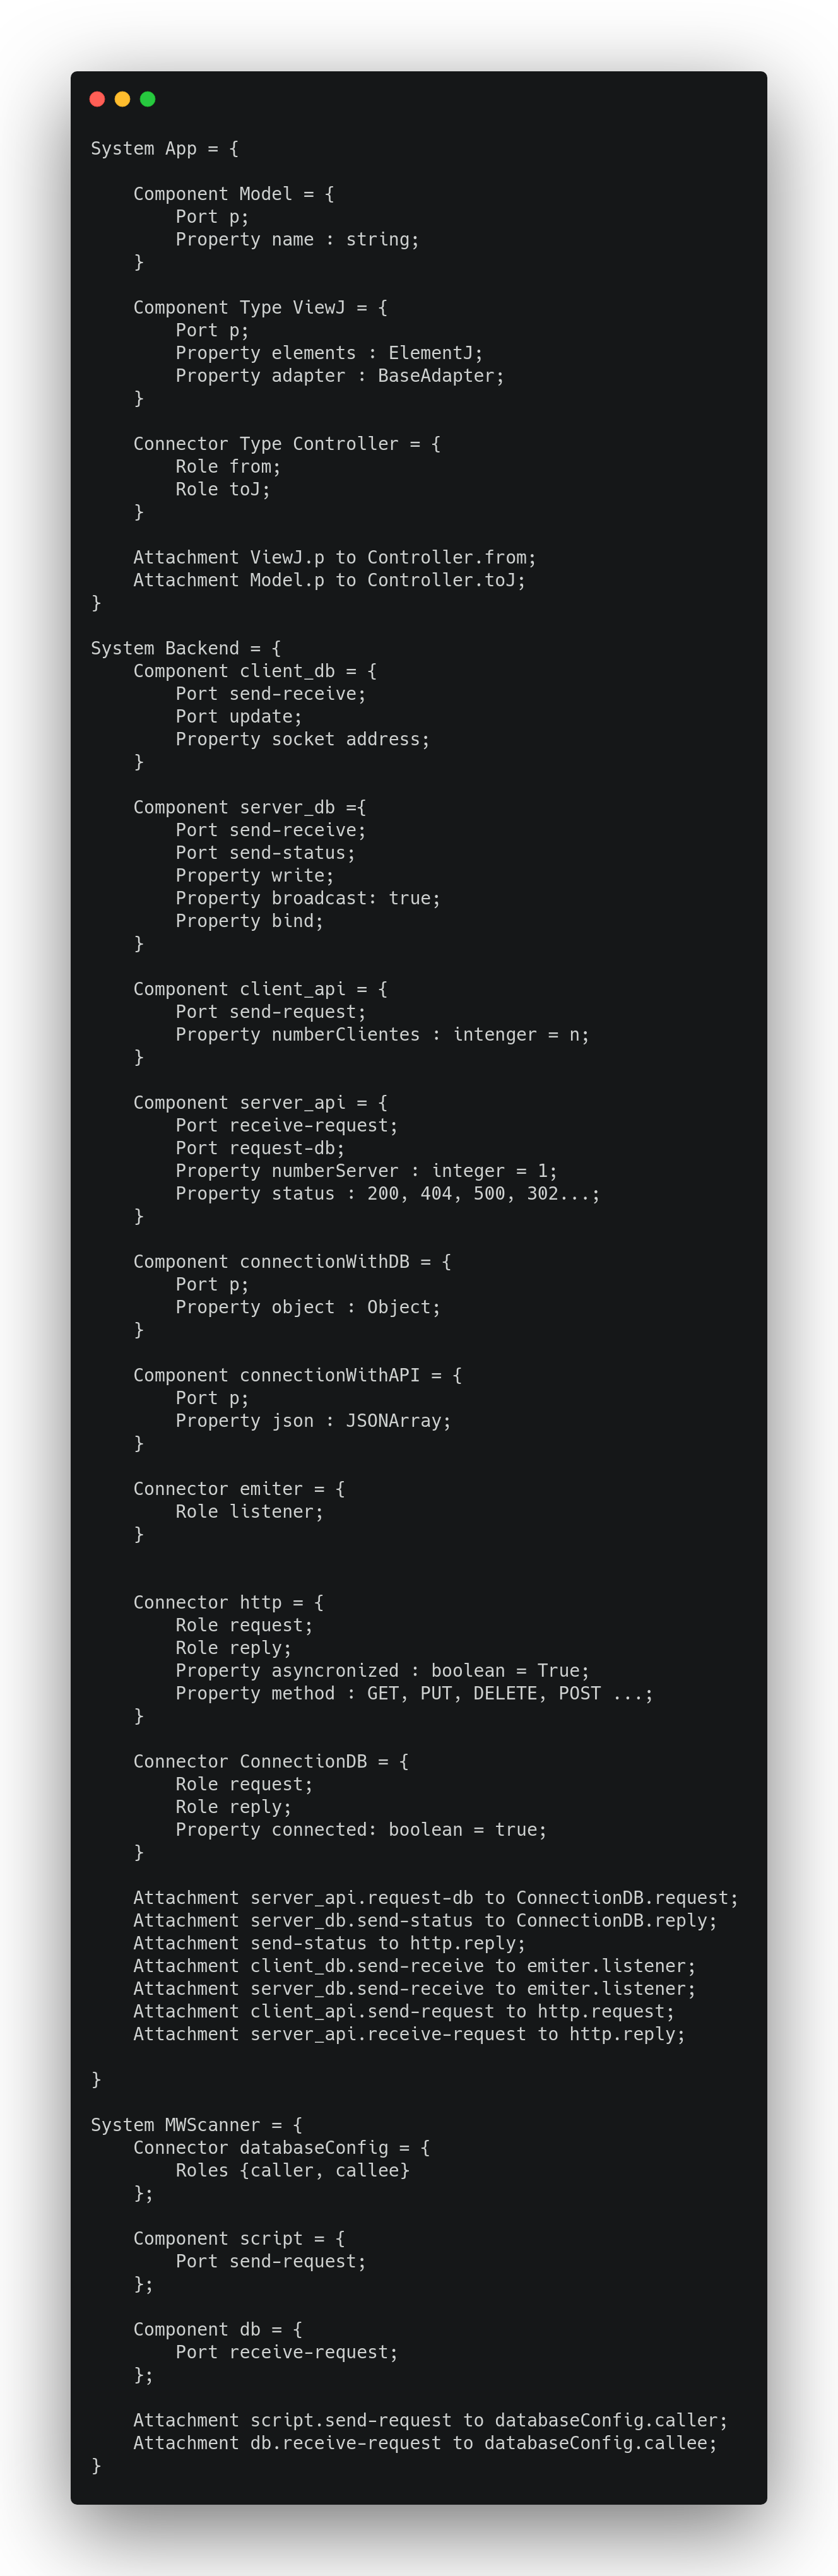 System App = {
    Component Model = {
        Port p;
        Property name : string;
    }
    Component Type ViewJ = {
        Port p;
        Property elements : ElementJ;
        Property adapter : BaseAdapter;
    }
    Connector Type Controller = {
        Role from;
        Role toJ;
    }
    Attachment ViewJ.p to Controller.from;
    Attachment Model.p to Controller.toJ;
}
System Backend = {
    Component client_db = {
        Port send-receive;
        Port update;
        Property socket address;
    }
    Component server_db ={
        Port send-receive;
        Port send-status;
        Property write;
        Property broadcast: true;
        Property bind;
    }
    Component client_api = {
        Port send-request;
        Property numberClientes : intenger = n;
    }
    Component server_api = {
        Port receive-request;
        Port request-db;
        Property numberServer : integer = 1;
        Property status : 200, 404, 500, 302...;
    }
    Component connectionWithDB = {
        Port p;
        Property object : Object;
    }
    Component connectionWithAPI = {
        Port p;
        Property json : JSONArray;
    }
    Connector emiter = {
        Role listener;
    }
    Connector http = {
        Role request;
        Role reply;
        Property asyncronized : boolean = True;
        Property method : GET, PUT, DELETE, POST ...;
    }
    Connector ConnectionDB = {
        Role request;
        Role reply;
        Property connected: boolean = true;
    }
    Attachment server_api.request-db to ConnectionDB.request;
    Attachment server_db.send-status to ConnectionDB.reply;
    Attachment send-status to http.reply;
    Attachment client_db.send-receive to emiter.listener;
    Attachment server_db.send-receive to emiter.listener;
    Attachment client_api.send-request to http.request;
    Attachment server_api.receive-request to http.reply;
}
System MWScanner = {
    Connector databaseConfig = {
        Roles {caller, callee}
    };
    Component script = {
        Port send-request;
    };
    Component db = {
        Port receive-request;
    };
    Attachment script.send-request to databaseConfig.caller;
    Attachment db.receive-request to databaseConfig.callee;
}